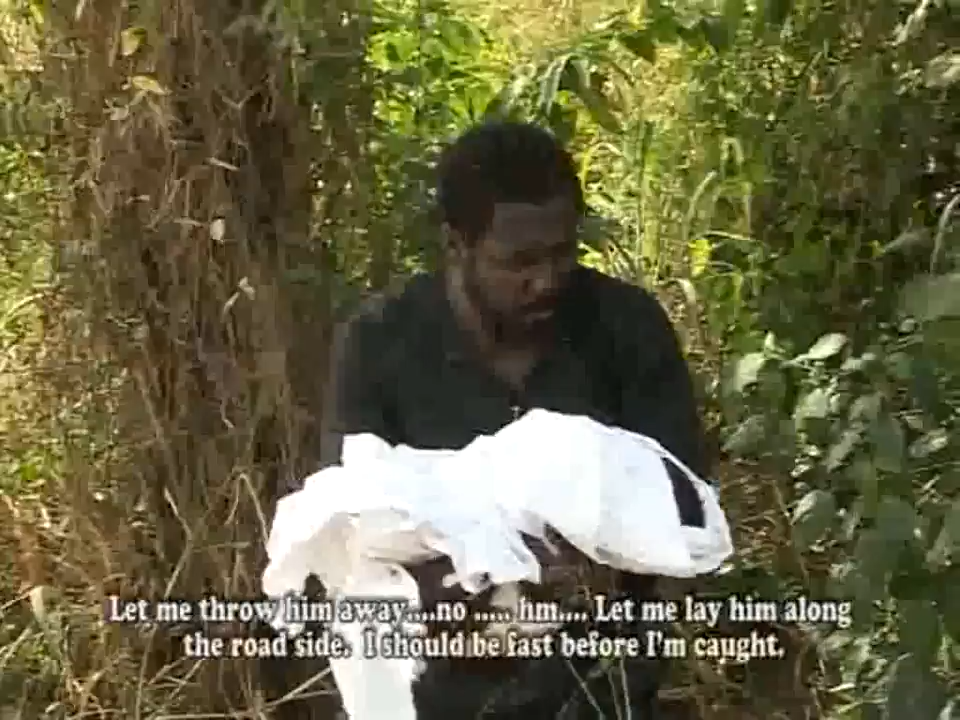 Let me throw him away....no ..... hm.... Let me lay him along
the road side.  I should be fast before I'm caught.